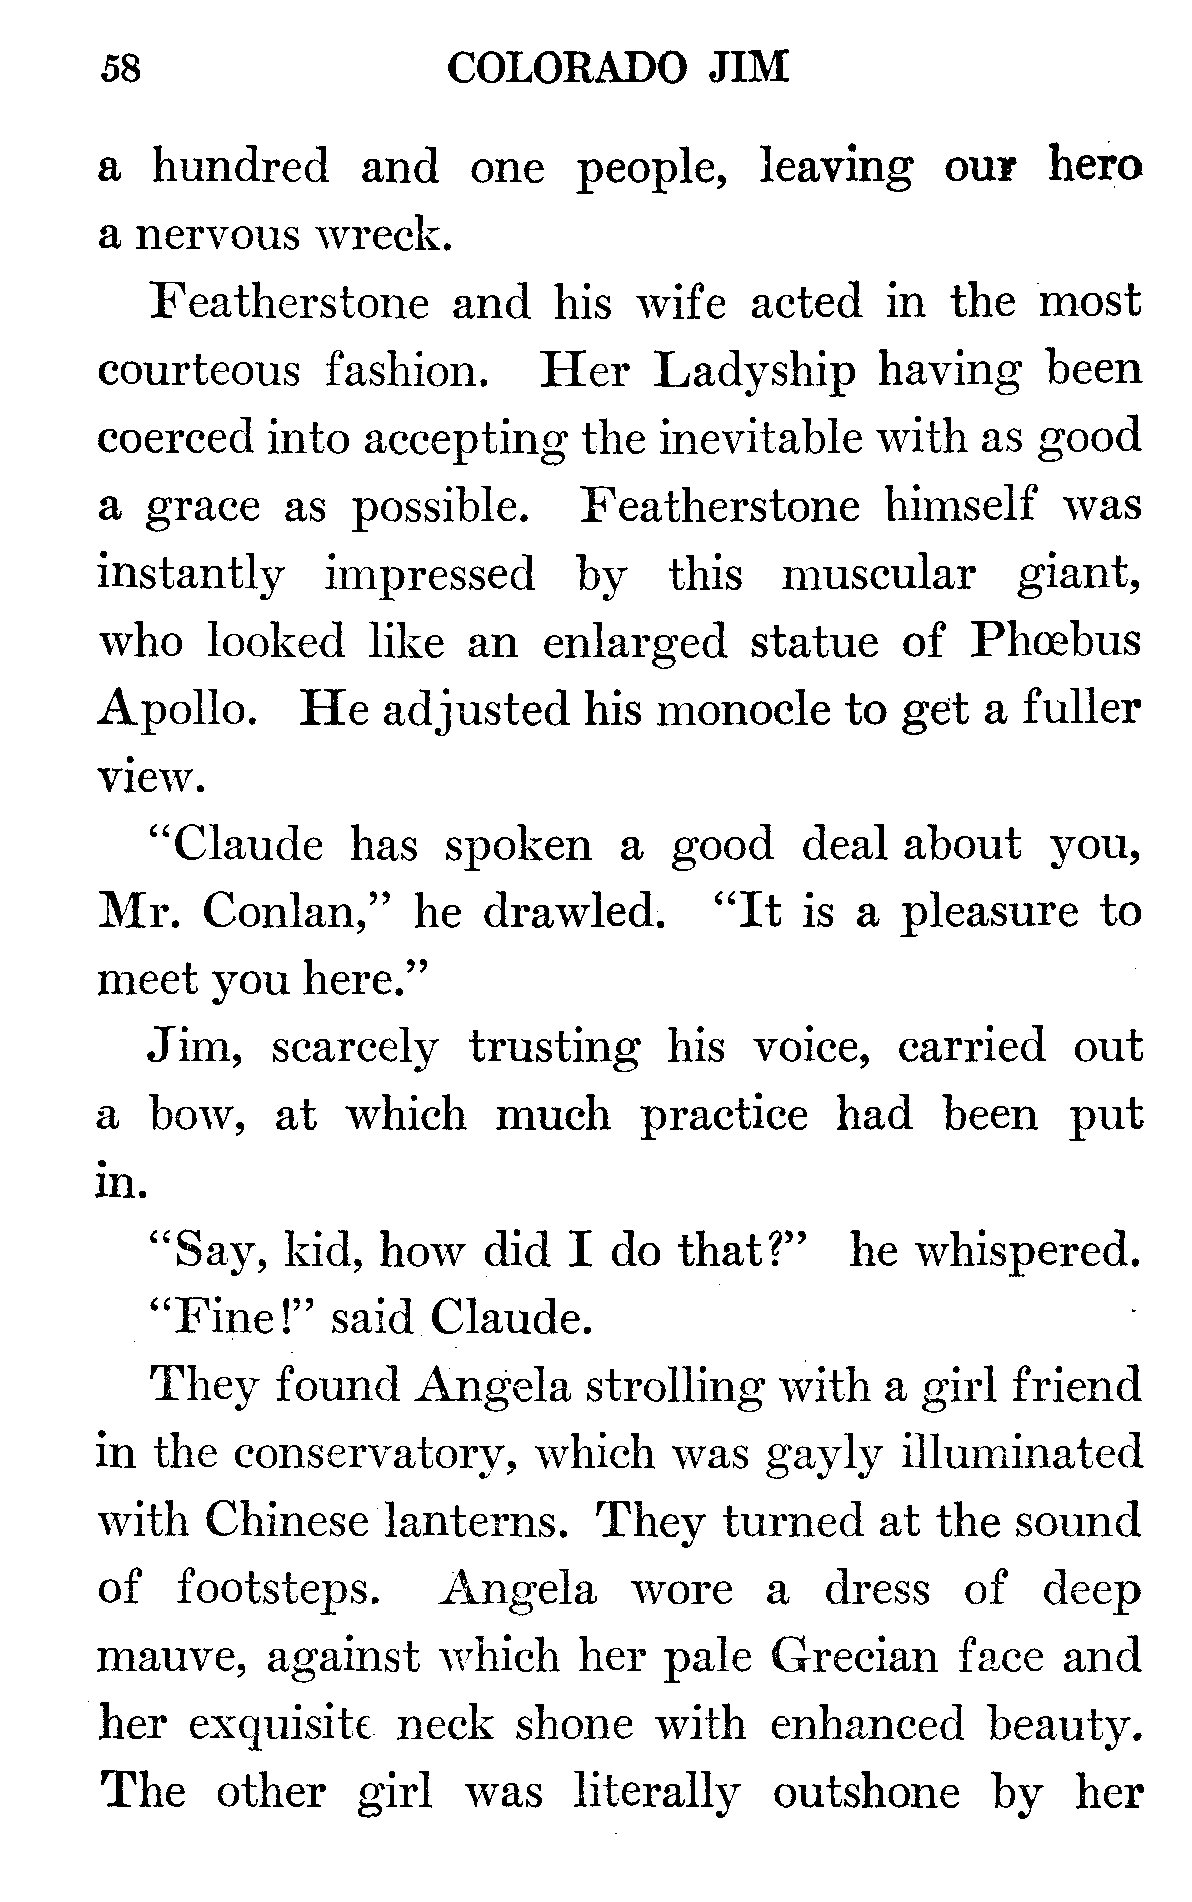 58 COLORADO JIM
a hundred and one people, leaving our hero
a nervous wreck.
Featherstone and his wife acted in the most
courteous fashion. Her Ladyship having been
coerced into accepting the inevitable with as good
a grace as possible. Featherstone himself was
instantly impressed by this muscular giant,
who looked like an enlarged statue of Phœbus
Apollo. He adjusted his monocle to get a fuller
view.
“Claude has spoken a good deal about you,
Mr. Conlan,” he drawled. “It is a pleasure to
meet you here.”
Jim, scarcely trusting his voice, carried out
a bow, at which much practice had been put
in.
“Say, kid, how did I do that?” he whispered.
“Fine!” said Claude.
They found Angela strolling with a girl friend
in the conservatory, which was gayly illuminated
with Chinese lanterns. They turned at the sound
of footsteps. Angela wore a dress of deep
mauve, against which her pale Grecian face and
her exquisite neck shone with enhanced beauty.
The other girl was literally outshone by her